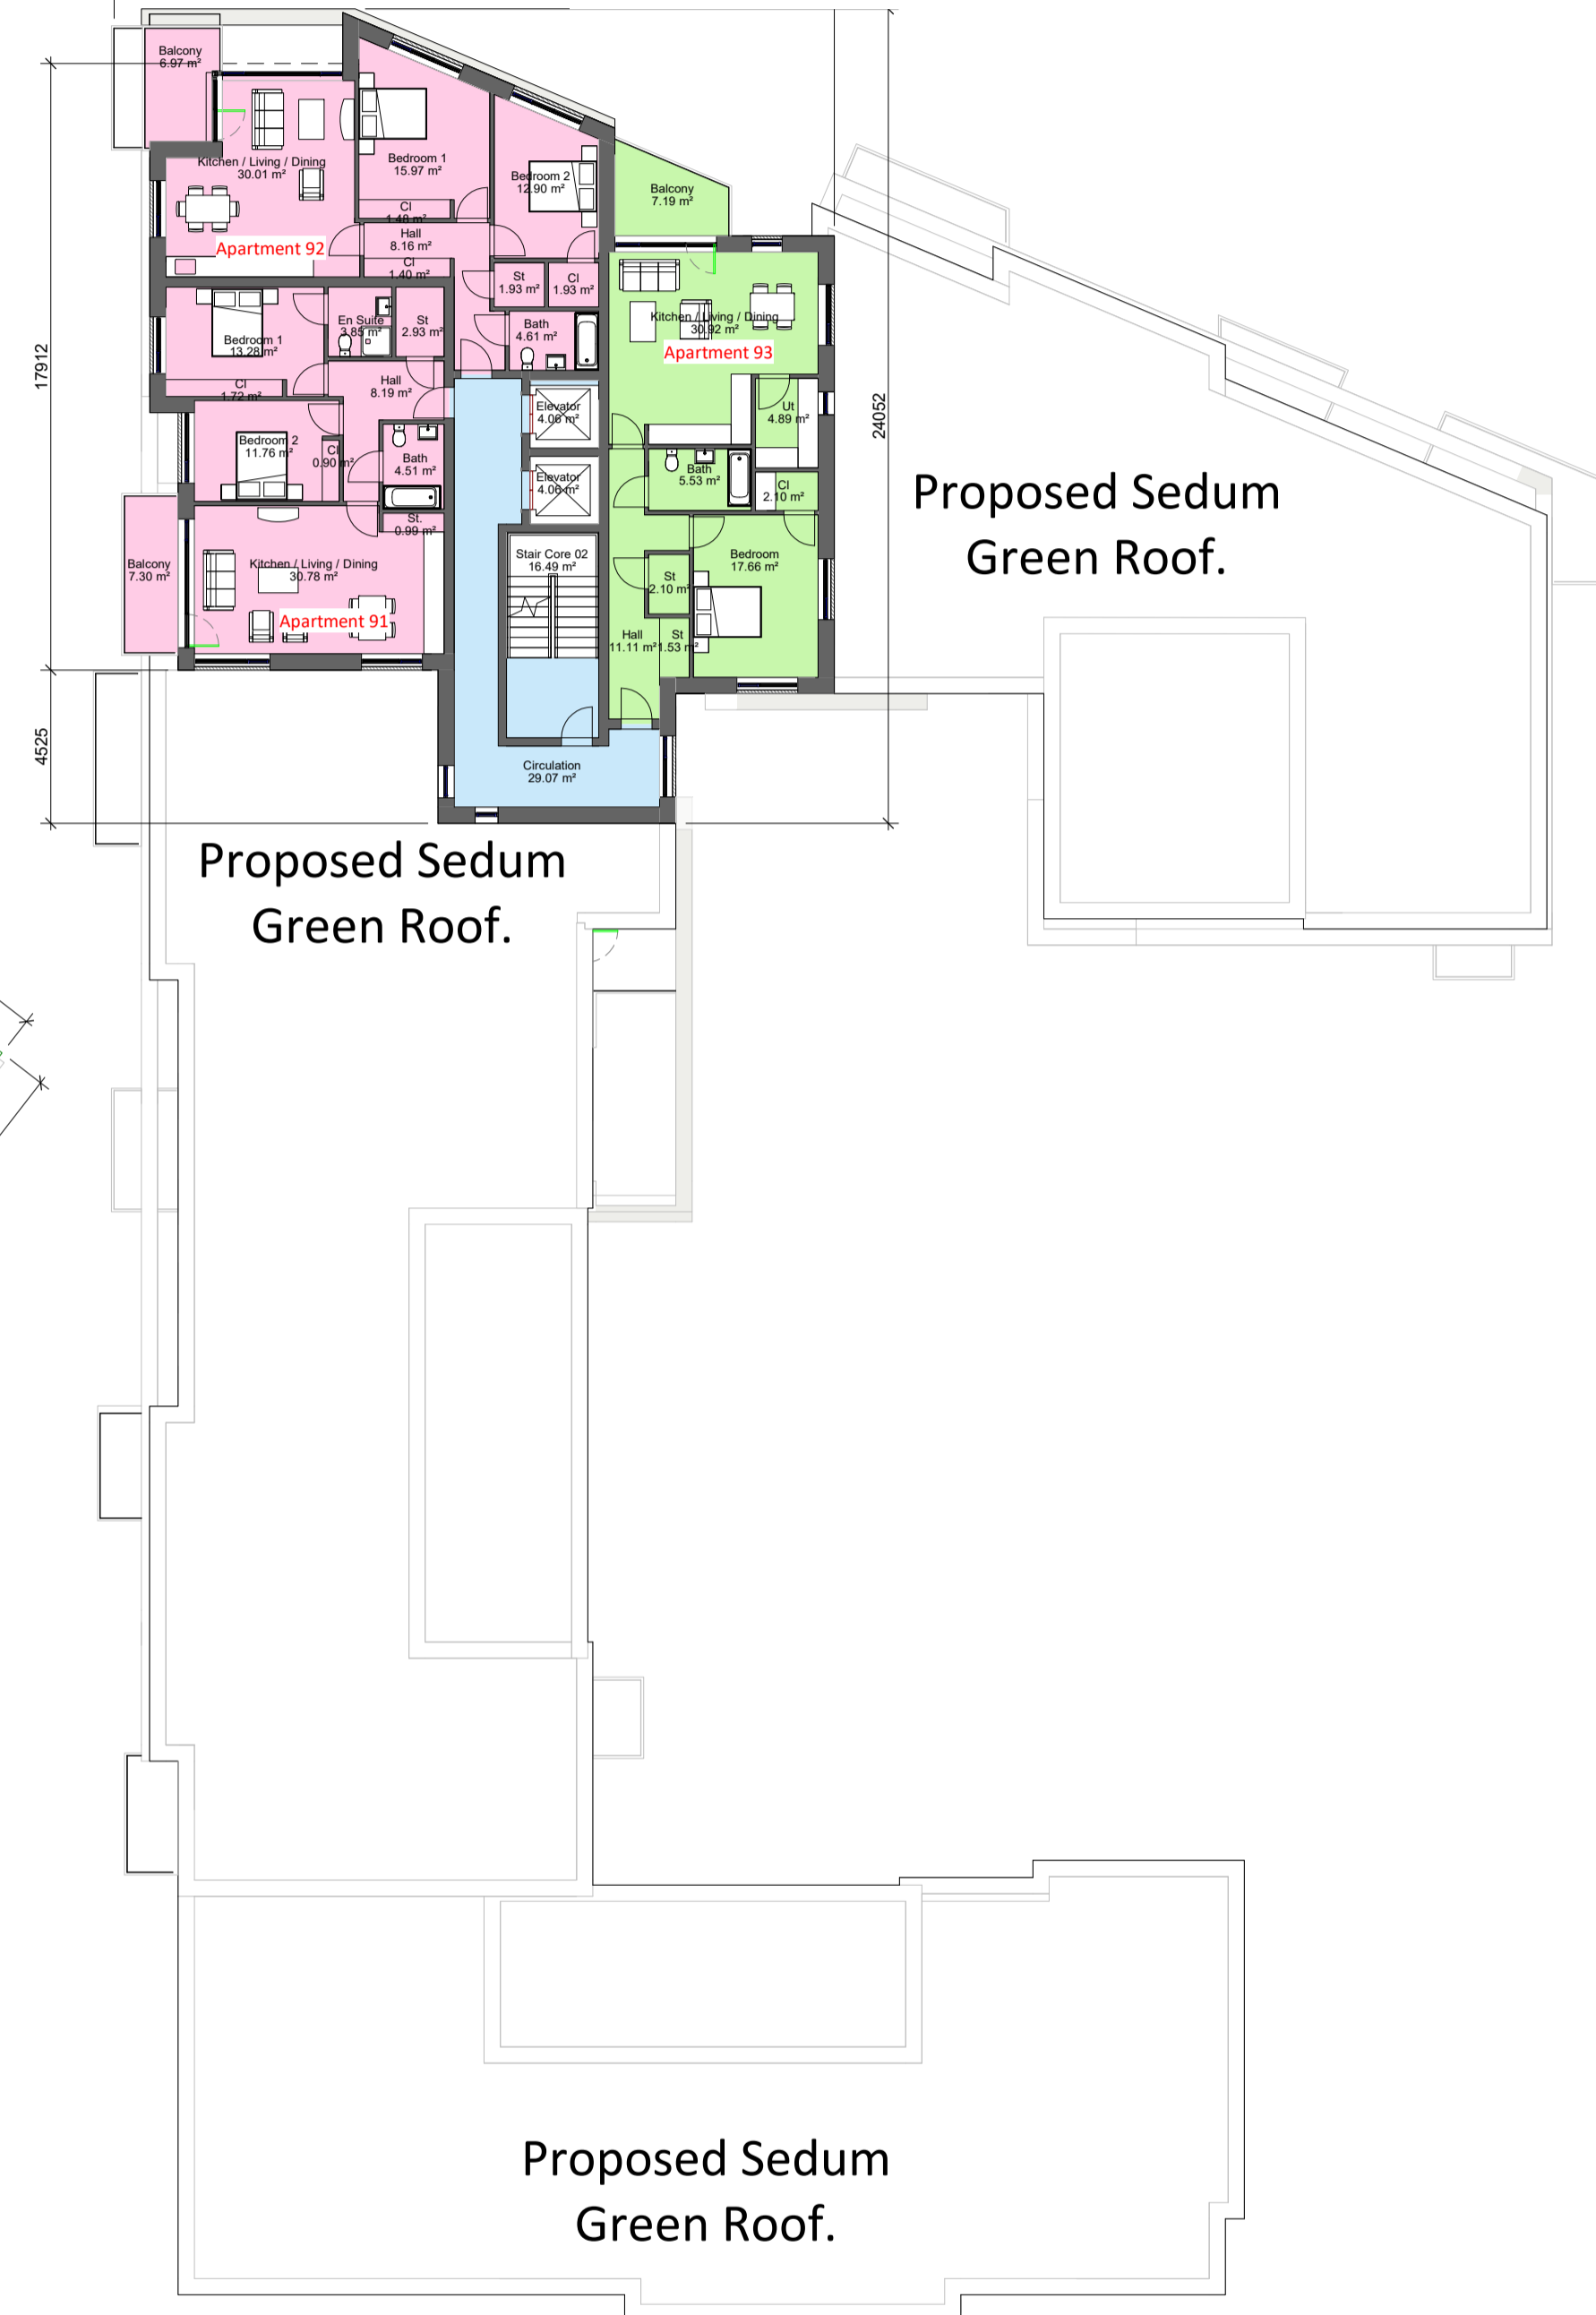 Balcony
6.97 m²
Kitchen / Living / Dining
30.01 m²
Apartment 92
Bedroom 1
15.97 m²
Cl
1.48 m²
Hall
8.16 m²
Cl
1.40 m²
Bedroom 2
12.90 m²
St
1.93 m²
Cl
1.93 m²
Bath
4.61 m²
Balcony
7.19 m²
Kitchen / Living / Dining
30.92 m²
Apartment 93
Ut
4.89 m²
Bath
5.53 m²
Cl
2.10 m²
Bedroom
17.66 m²
St
2.10 m²
Hall
11.11 m²
St
1.53 m²
Bedroom 1
13.28 m²
En Suite
3.85 m²
St
2.93 m²
Cl
1.72 m²
Hall
8.19 m²
Bedroom 2
11.76 m²
Cl
0.90 m²
Bath
4.51 m²
St.
0.99 m²
Balcony
7.30 m²
Kitchen / Living / Dining
30.78 m²
Apartment 91
Elevator
4.06 m²
Elevator
4.06 m²
Stair Core 02
16.49 m²
Circulation
29.07 m²
17912
4525
24052
Proposed Sedum
Green Roof.
Proposed Sedum
Green Roof.
Proposed Sedum
Green Roof.